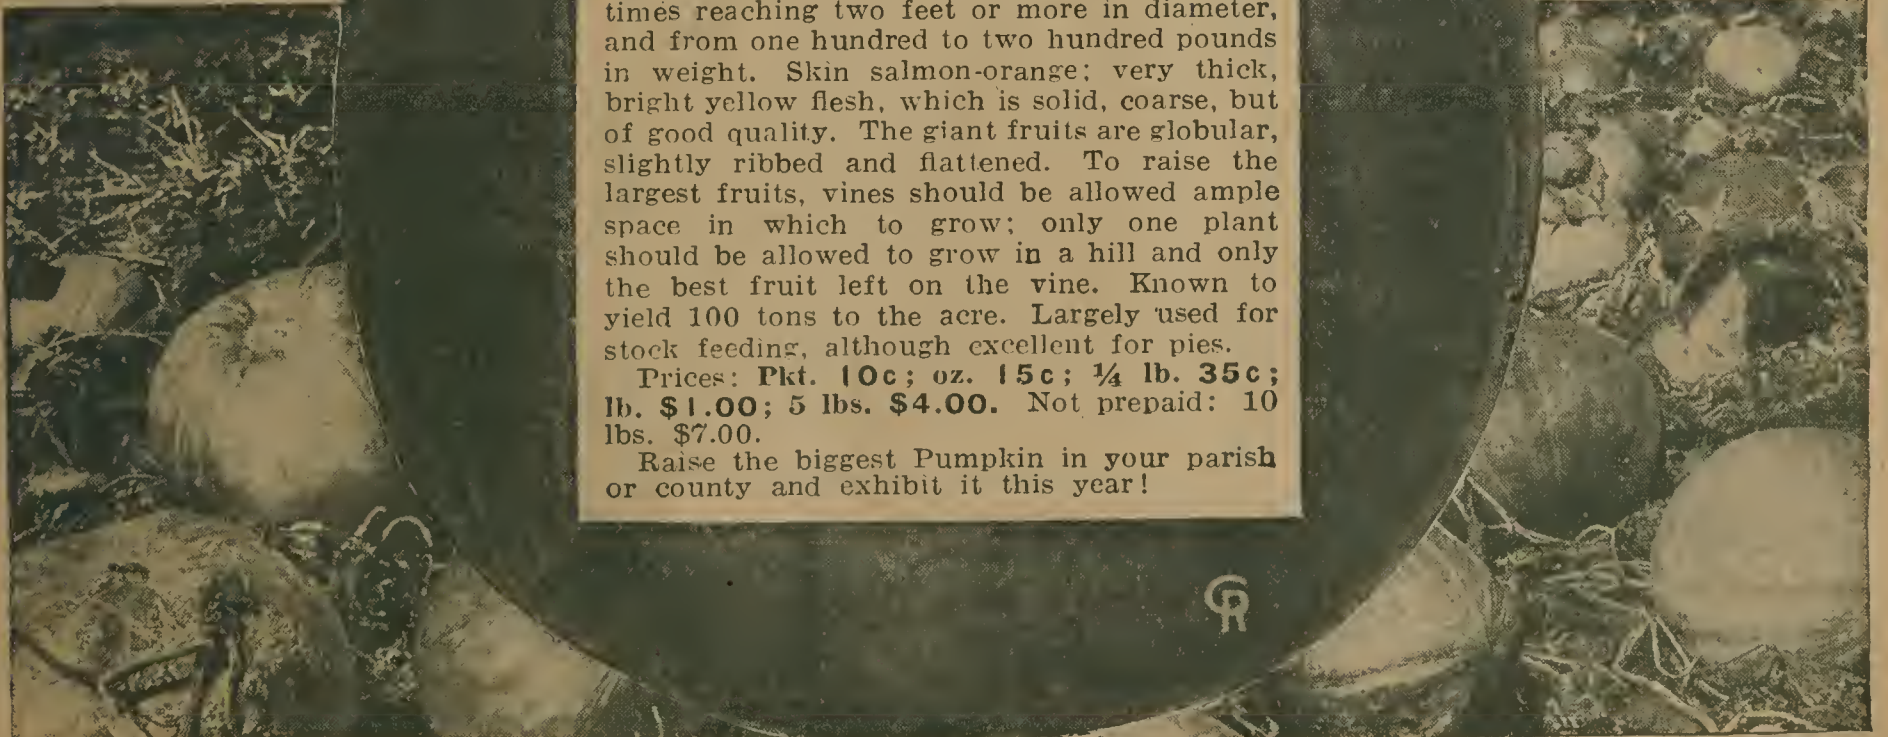 times reaching two feet or more in diameter,
and from one hundred to two hundred pounds
in weight. Skin salmon-orange; very thick,
bright yellow flesh, which is solid, coarse, but
of good quality. The giant fruits are globular,
slightly ribbed and flattened. To raise the
largest fruits, vines should be allowed ample
space in which to grow; only one plant
should be allowed to grow in a hill and only
the best fruit left on the vine. Known to
yield 100 tons to the acre. Largely used for
stock feeding, although excellent for pies.
Prices: Pkt. 10c; oz. 15c; ¼ lb. 35c;
lb. $1.00; 5 lbs. $4.00. Not prepaid: 10
lbs. $7.00.
Raise the biggest Pumpkin in your parish
or county and exhibit it this year!